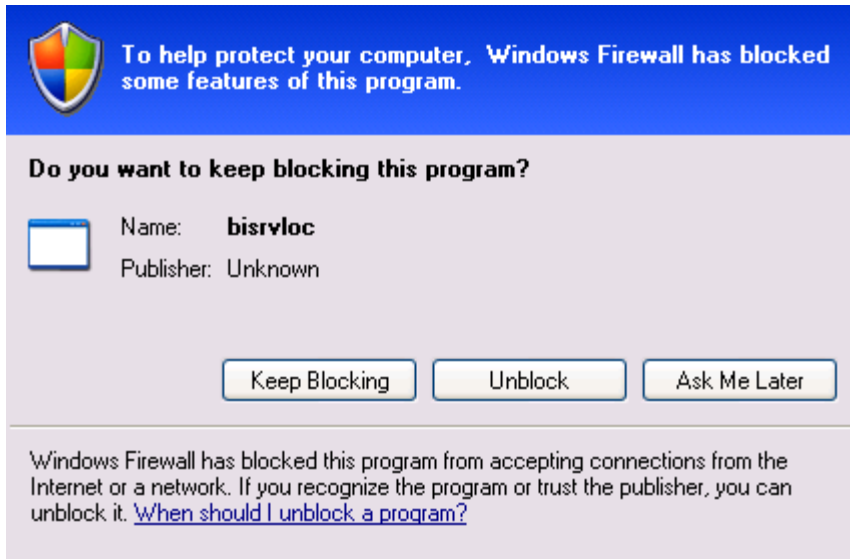 To help protect your computer, Windows Firewall has blocked
some features of this program.
Do you want to keep blocking this program?
Name: bisrvloc
Publisher: Unknown
Keep Blocking Unblock Ask Me Later
Windows Firewall has blocked this program from accepting connections from the
Internet or a network. If you recognize the program or trust the publisher, you can
unblock it. When should I unblock a program?